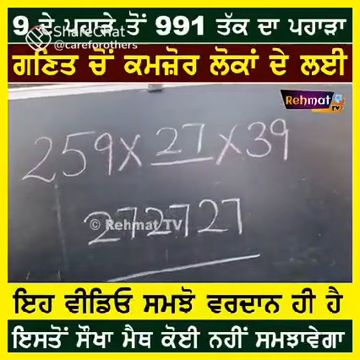 9 ਦੇ ਪਹਾੜੇ ਤੋਂ 991 ਤੱਕ ਦਾ ਪਹਾੜਾ
ShareChat
@careforothers
ਗਣਿਤ ਚੋਂ ਕਮਜ਼ੋਰ ਲੋਕਾਂ ਦੇ ਲਈ
Rehmat TV
259 x 27 x 39
© Rehmat TV
272727
ਇਹ ਵੀਡਿਓ ਸਮਝੋ ਵਰਦਾਨ ਹੀ ਹੈ
ਇਸਤੋਂ ਸੌਖਾ ਮੈਥ ਕੋਈ ਨਹੀਂ ਸਮਝਾਵੇਗਾ